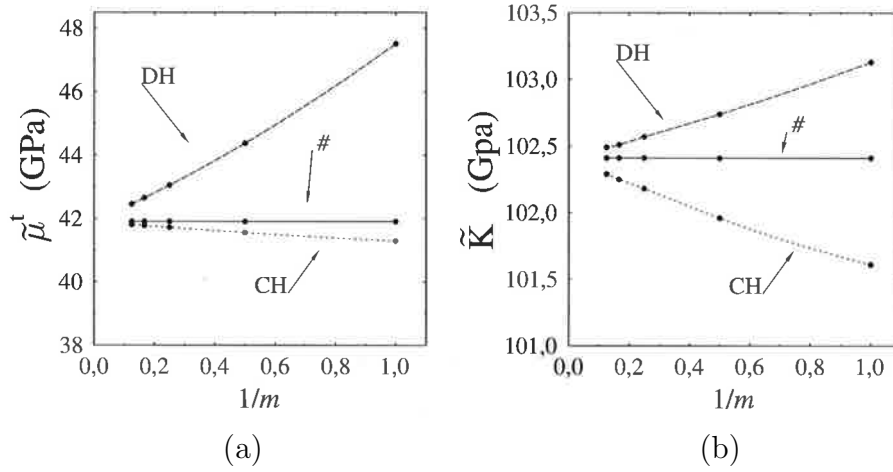 48
46
44
42
40
38
μ̃ᵗ (GPa)
DH
#
CH
0,0 0,2 0,4 0,6 0,8 1,0
1/m
(a)
103,5
103,0
102,5
102,0
101,5
101,0
K̃ (Gpa)
DH
#
CH
0,0 0,2 0,4 0,6 0,8 1,0
1/m
(b)